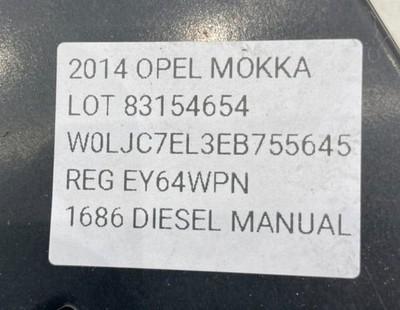 2014 OPEL MOKKA
LOT 83154654
W0LJC7EL3EB755645
REG EY64WPN
1686 DIESEL MANUAL